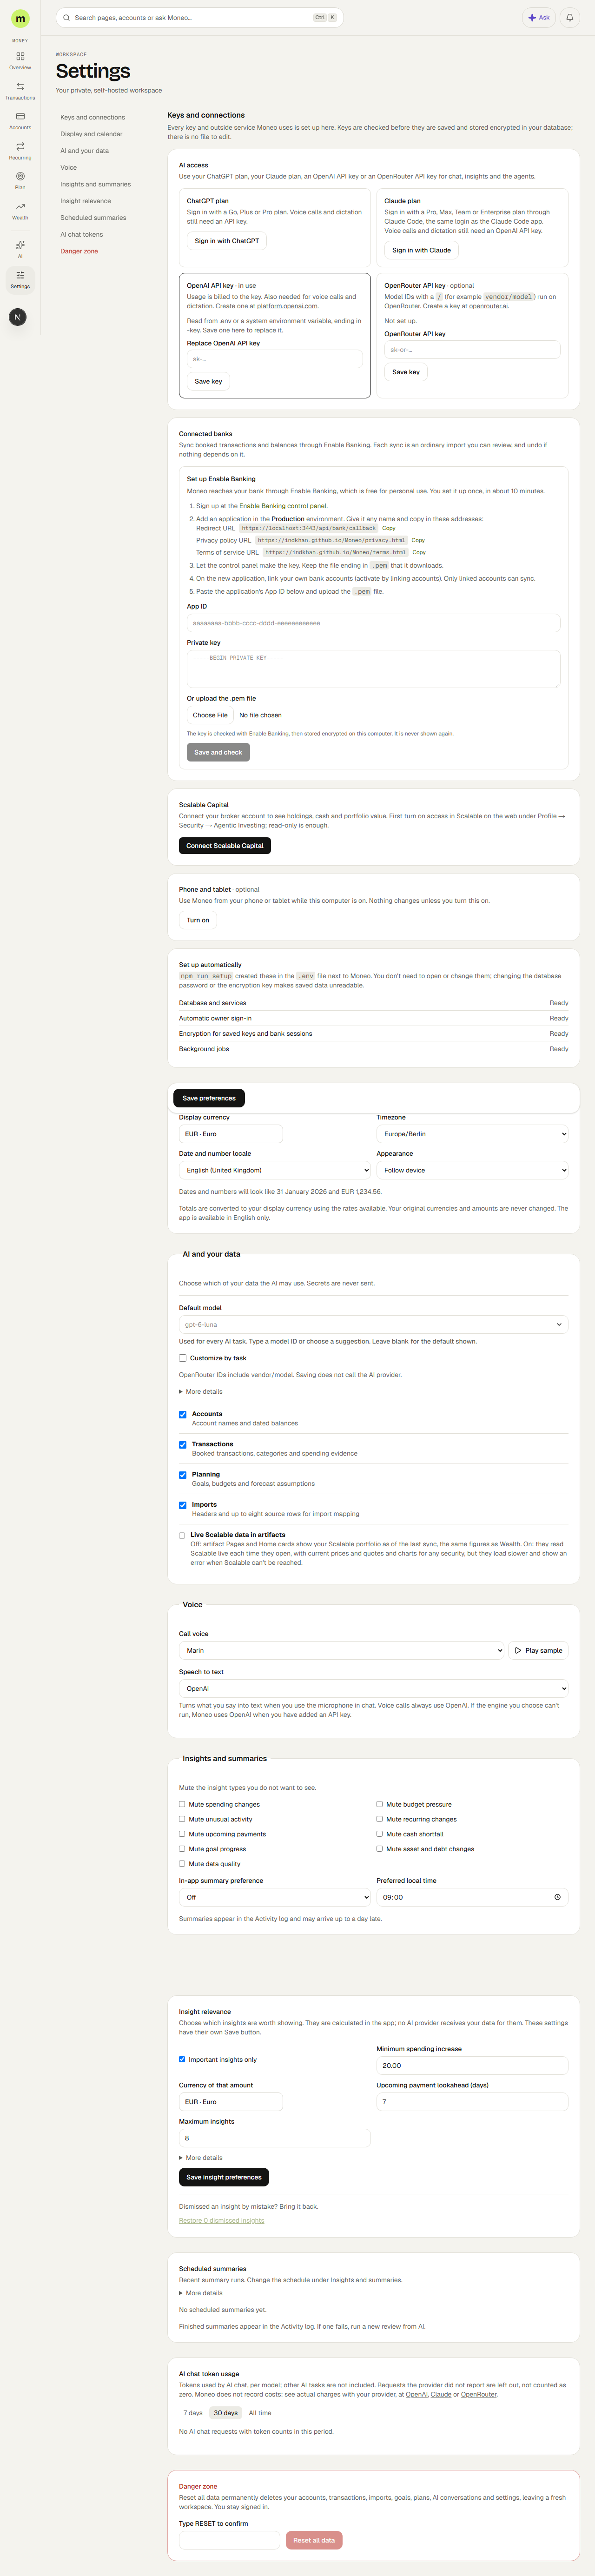 m
Search pages, accounts or ask Moneo...
Ctrl K
Ask
MONEY
Overview
Transactions
Accounts
Recurring
Plan
Wealth
AI
Settings
N
WORKSPACE
Settings
Your private, self-hosted workspace
Keys and connections
Display and calendar
AI and your data
Voice
Insights and summaries
Insight relevance
Scheduled summaries
AI chat tokens
Danger zone
Keys and connections
Every key and outside service Moneo uses is set up here. Keys are checked before they are saved and stored encrypted in your database;
there is no file to edit.
AI access
Use your ChatGPT plan, your Claude plan, an OpenAI API key or an OpenRouter API key for chat, insights and the agents.
ChatGPT plan
Sign in with a Go, Plus or Pro plan. Voice calls and dictation
still need an API key.
Sign in with ChatGPT
Claude plan
Sign in with a Pro, Max, Team or Enterprise plan through
Claude Code, the same login as the Claude Code app.
Voice calls and dictation still need an OpenAI API key.
Sign in with Claude
OpenAI API key · in use
Usage is billed. Also needed for voice calls and
dictation. Create one at platform.openai.com.
Read from .env or a system environment variable, ending in
-key. Save one here to replace it.
Replace OpenAI API key
sk-...
Save key
OpenRouter API key · optional
Model IDs with a / (for example vendor/model) run on
OpenRouter. Create a key at openrouter.ai.
Not set up.
OpenRouter API key
sk-or-...
Save key
Connected banks
Sync booked transactions and balances through Enable Banking. Each sync is an ordinary import you can review, and undo if
nothing depends on it.
Set up Enable Banking
Moneo reaches your bank through Enable Banking, which is free for personal use. You set it up once, in about 10 minutes.
1. Sign up at the Enable Banking control panel.
2. Add an application in the Production environment. Give it any name and copy in these addresses:
Redirect URL https://localhost:3443/api/bank/callback Copy
Privacy policy URL https://indkhan.github.io/Moneo/privacy.html Copy
Terms of service URL https://indkhan.github.io/Moneo/terms.html Copy
3. Let the control panel make the key. Keep the file ending in .pem that it downloads.
4. On the new application, link your own bank accounts (activate by linking accounts). Only linked accounts can sync.
5. Paste the application's App ID below and upload the .pem file.
App ID
aaaaaaaa-bbbb-cccc-dddd-eeeeeeeeeeee
Private key
-----BEGIN PRIVATE KEY-----
Or upload the .pem file
Choose File No file chosen
The key is checked with Enable Banking, then stored encrypted on this computer. It is never shown again.
Save and check
Scalable Capital
Connect your broker account to see holdings, cash and portfolio value. First turn on access in Scalable on the web under Profile →
Security → Agentic Investing; read-only is enough.
Connect Scalable Capital
Phone and tablet · optional
Use Moneo from your phone or tablet while this computer is on. Nothing changes unless you turn this on.
Turn on
Set up automatically
npm run setup created these in the .env file next to Moneo. You don't need to open or change them; changing the database
password or the encryption key makes saved data unreadable.
Database and services Ready
Automatic owner sign-in Ready
Encryption for saved keys and bank sessions Ready
Background jobs Ready
Save preferences
Display currency
EUR · Euro
Timezone
Europe/Berlin
Date and number locale
English (United Kingdom)
Appearance
Follow device
Dates and numbers will look like 31 January 2026 and EUR 1,234.56.
Totals are converted to your display currency using the rates available. Your original currencies and amounts are never changed. The
app is available in English only.
AI and your data
Choose which of your data the AI may use. Secrets are never sent.
Default model
gpt-6-luna
Used for every AI task. Type a model ID or choose a suggestion. Leave blank for the default shown.
Customize by task
OpenRouter IDs include vendor/model. Saving does not call the AI provider.
More details
Accounts
Account names and dated balances
Transactions
Booked transactions, categories and spending evidence
Planning
Goals, budgets and forecast assumptions
Imports
Headers and up to eight source rows for import mapping
Live Scalable data in artifacts
Off: artifact Pages and Home cards show your Scalable portfolio as of the last sync, the same figures as Wealth. On: they read
Scalable live each time they open, with current prices and quotes and charts for any security, but they load slower and show an
error when Scalable can't be reached.
Voice
Call voice
Marin
Play sample
Speech to text
OpenAI
Turns what you say into text when you use the microphone in chat. Voice calls always use OpenAI. If the engine you choose can't
run, Moneo uses OpenAI when you have added an API key.
Insights and summaries
Mute the insight types you do not want to see.
Mute spending changes
Mute budget pressure
Mute unusual activity
Mute recurring changes
Mute upcoming payments
Mute cash shortfall
Mute goal progress
Mute asset and debt changes
Mute data quality
In-app summary preference
Off
Preferred local time
09:00
Summaries appear in the Activity log and may arrive up to a day late.
Insight relevance
Choose which insights are worth showing. They are calculated in the app; no AI provider receives your data for them. These settings
have their own Save button.
Important insights only
Minimum spending increase
20.00
Currency of that amount
EUR · Euro
Upcoming payment lookahead (days)
7
Maximum insights
8
More details
Save insight preferences
Dismissed an insight by mistake? Bring it back.
Restore 0 dismissed insights
Scheduled summaries
Recent summary runs. Change the schedule under Insights and summaries.
More details
No scheduled summaries yet.
Finished summaries appear in the Activity log. If one fails, run a new review from AI.
AI chat token usage
Tokens used by AI chat, per model; other AI tasks are not included. Requests the provider did not report are left out, not counted as
zero. Moneo does not record costs: see actual charges with your provider, at OpenAI, Claude or OpenRouter.
7 days 30 days All time
No AI chat requests with token counts in this period.
Danger zone
Reset all data permanently deletes your accounts, transactions, imports, goals, plans, AI conversations and settings, leaving a fresh
workspace. You stay signed in.
Type RESET to confirm
Reset all data